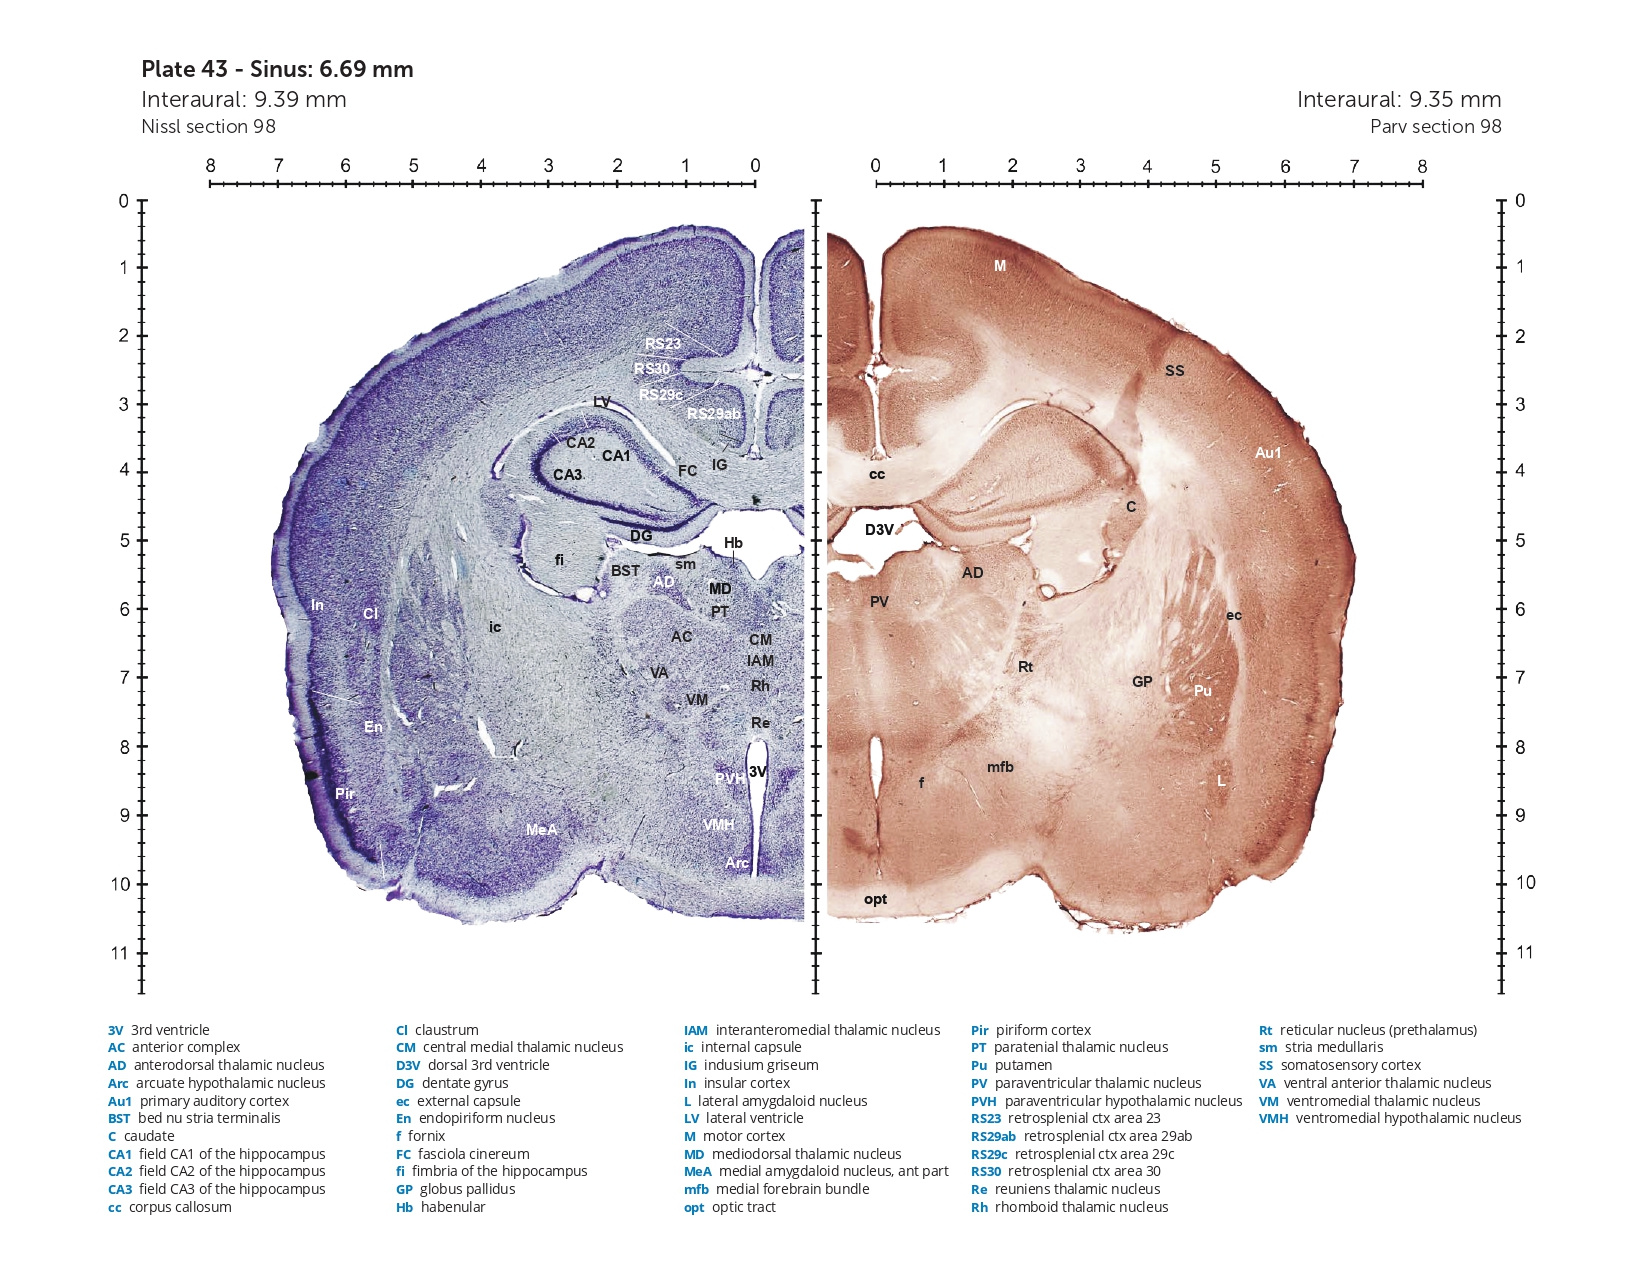 Plate 43 - Sinus: 6.69 mm
Interaural: 9.39 mm
Nissl section 98
Interaural: 9.35 mm
Parv section 98
8 7 6 5 4 3 2 1 0
0 1 2 3 4 5 6 7 8
0
1
2
3
4
5
6
7
8
9
10
11
RS23
RS30
RS29c
RS29ab
LV
CA2
CA1
CA3
FC
IG
DG
Hb
fi
BST
sm
AD
MD
PT
In
Cl
ic
AC
CM
IAM
VA
Rh
VM
En
Re
PVH
3V
Pir
MeA
VMH
Arc
M
SS
Au1
cc
C
D3V
AD
PV
ec
Rt
GP
Pu
mfb
f
L
opt
0
1
2
3
4
5
6
7
8
9
10
11
3V 3rd ventricle
AC anterior complex
AD anterodorsal thalamic nucleus
Arc arcuate hypothalamic nucleus
Au1 primary auditory cortex
BST bed nu stria terminalis
C caudate
CA1 field CA1 of the hippocampus
CA2 field CA2 of the hippocampus
CA3 field CA3 of the hippocampus
cc corpus callosum
Cl claustrum
CM central medial thalamic nucleus
D3V dorsal 3rd ventricle
DG dentate gyrus
ec external capsule
En endopiriform nucleus
f fornix
FC fasciola cinereum
fi fimbria of the hippocampus
GP globus pallidus
Hb habenular
IAM interanteromedial thalamic nucleus
ic internal capsule
IG indusium griseum
In insular cortex
L lateral amygdaloid nucleus
LV lateral ventricle
M motor cortex
MD mediodorsal thalamic nucleus
MeA medial amygdaloid nucleus, ant part
mfb medial forebrain bundle
opt optic tract
Pir piriform cortex
PT paratenial thalamic nucleus
Pu putamen
PV paraventricular thalamic nucleus
PVH paraventricular hypothalamic nucleus
RS23 retrosplenial ctx area 23
RS29ab retrosplenial ctx area 29ab
RS29c retrosplenial ctx area 29c
RS30 retrosplenial ctx area 30
Re reuniens thalamic nucleus
Rh rhomboid thalamic nucleus
Rt reticular nucleus (prethalamus)
sm stria medullaris
SS somatosensory cortex
VA ventral anterior thalamic nucleus
VM ventromedial thalamic nucleus
VMH ventromedial hypothalamic nucleus